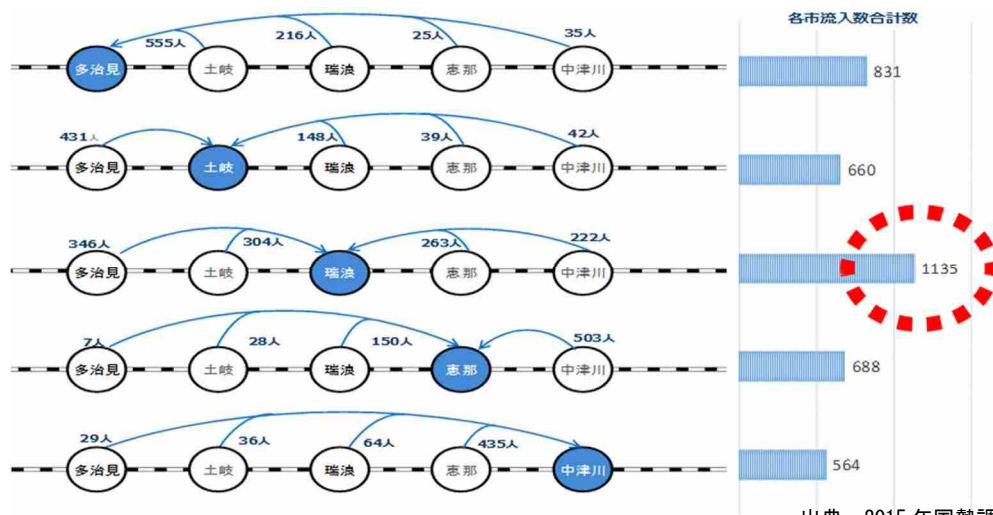 各市流入数合計数
555人 216人 25人 35人
多治見 土岐 瑞浪 恵那 中津川 831
431人 148人 39人 42人
多治見 土岐 瑞浪 恵那 中津川 660
346人 304人 263人 222人
多治見 土岐 瑞浪 恵那 中津川 1135
7人 28人 150人 503人
多治見 土岐 瑞浪 恵那 中津川 688
29人 36人 64人 435人
多治見 土岐 瑞浪 恵那 中津川 564